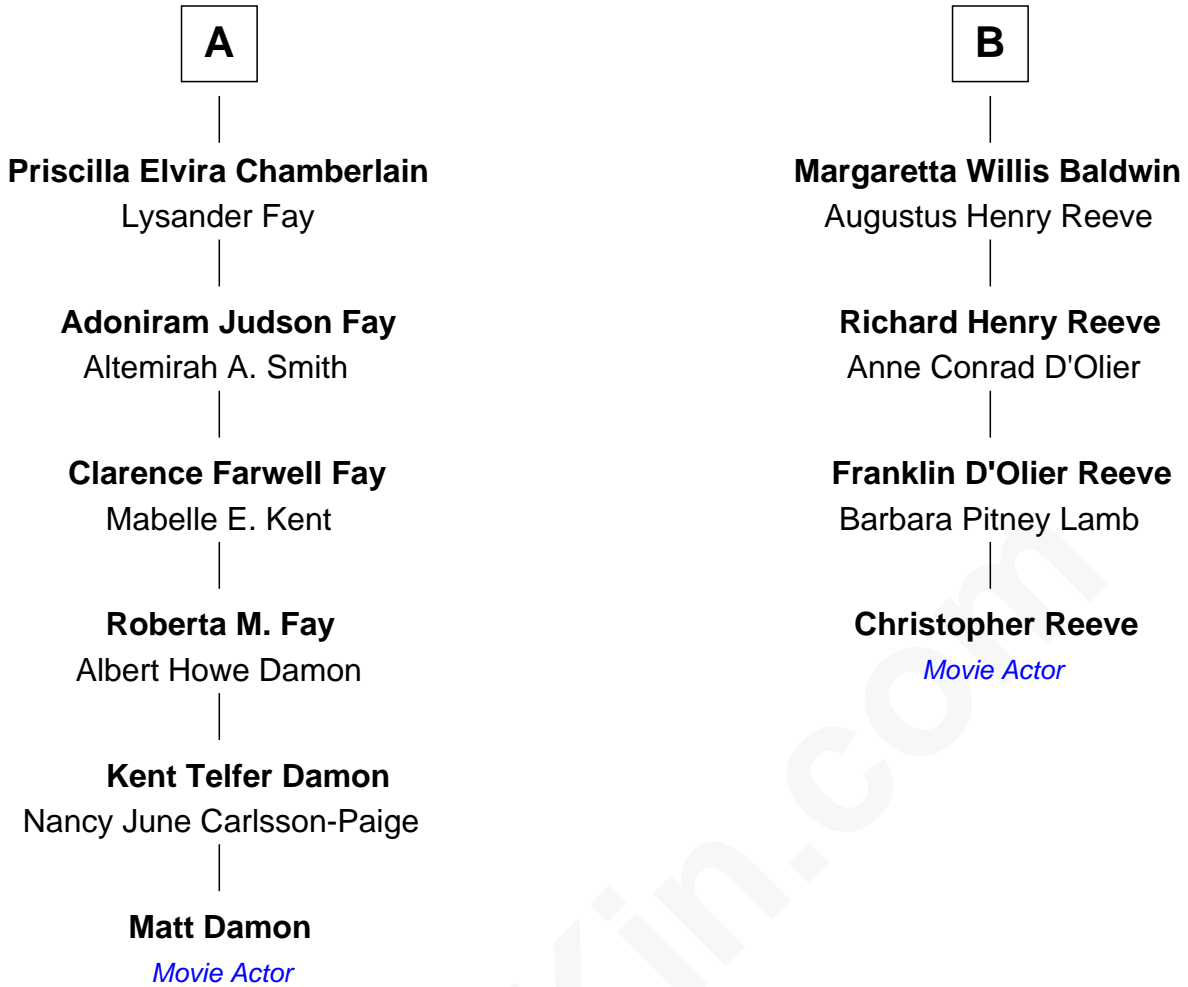 A
Priscilla Elvira Chamberlain
Lysander Fay
Adoniram Judson Fay
Altemirah A. Smith
Clarence Farwell Fay
Mabelle E. Kent
Roberta M. Fay
Albert Howe Damon
Kent Telfer Damon
Nancy June Carlsson-Paige
Matt Damon
Movie Actor
B
Margaretta Willis Baldwin
Augustus Henry Reeve
Richard Henry Reeve
Anne Conrad D'Olier
Franklin D'Olier Reeve
Barbara Pitney Lamb
Christopher Reeve
Movie Actor